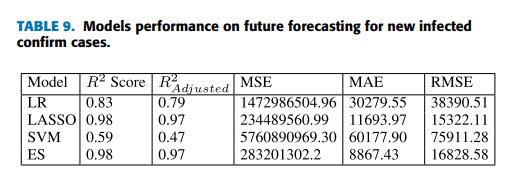 TABLE 9. Models performance on future forecasting for new infected
confirm cases.
Model R² Score R²Adjusted MSE MAE RMSE
LR 0.83 0.79 1472986504.96 30279.55 38390.51
LASSO 0.98 0.97 234489560.99 11693.97 15322.11
SVM 0.59 0.47 5760890969.30 60177.90 75911.28
ES 0.98 0.97 283201302.2 8867.43 16828.58